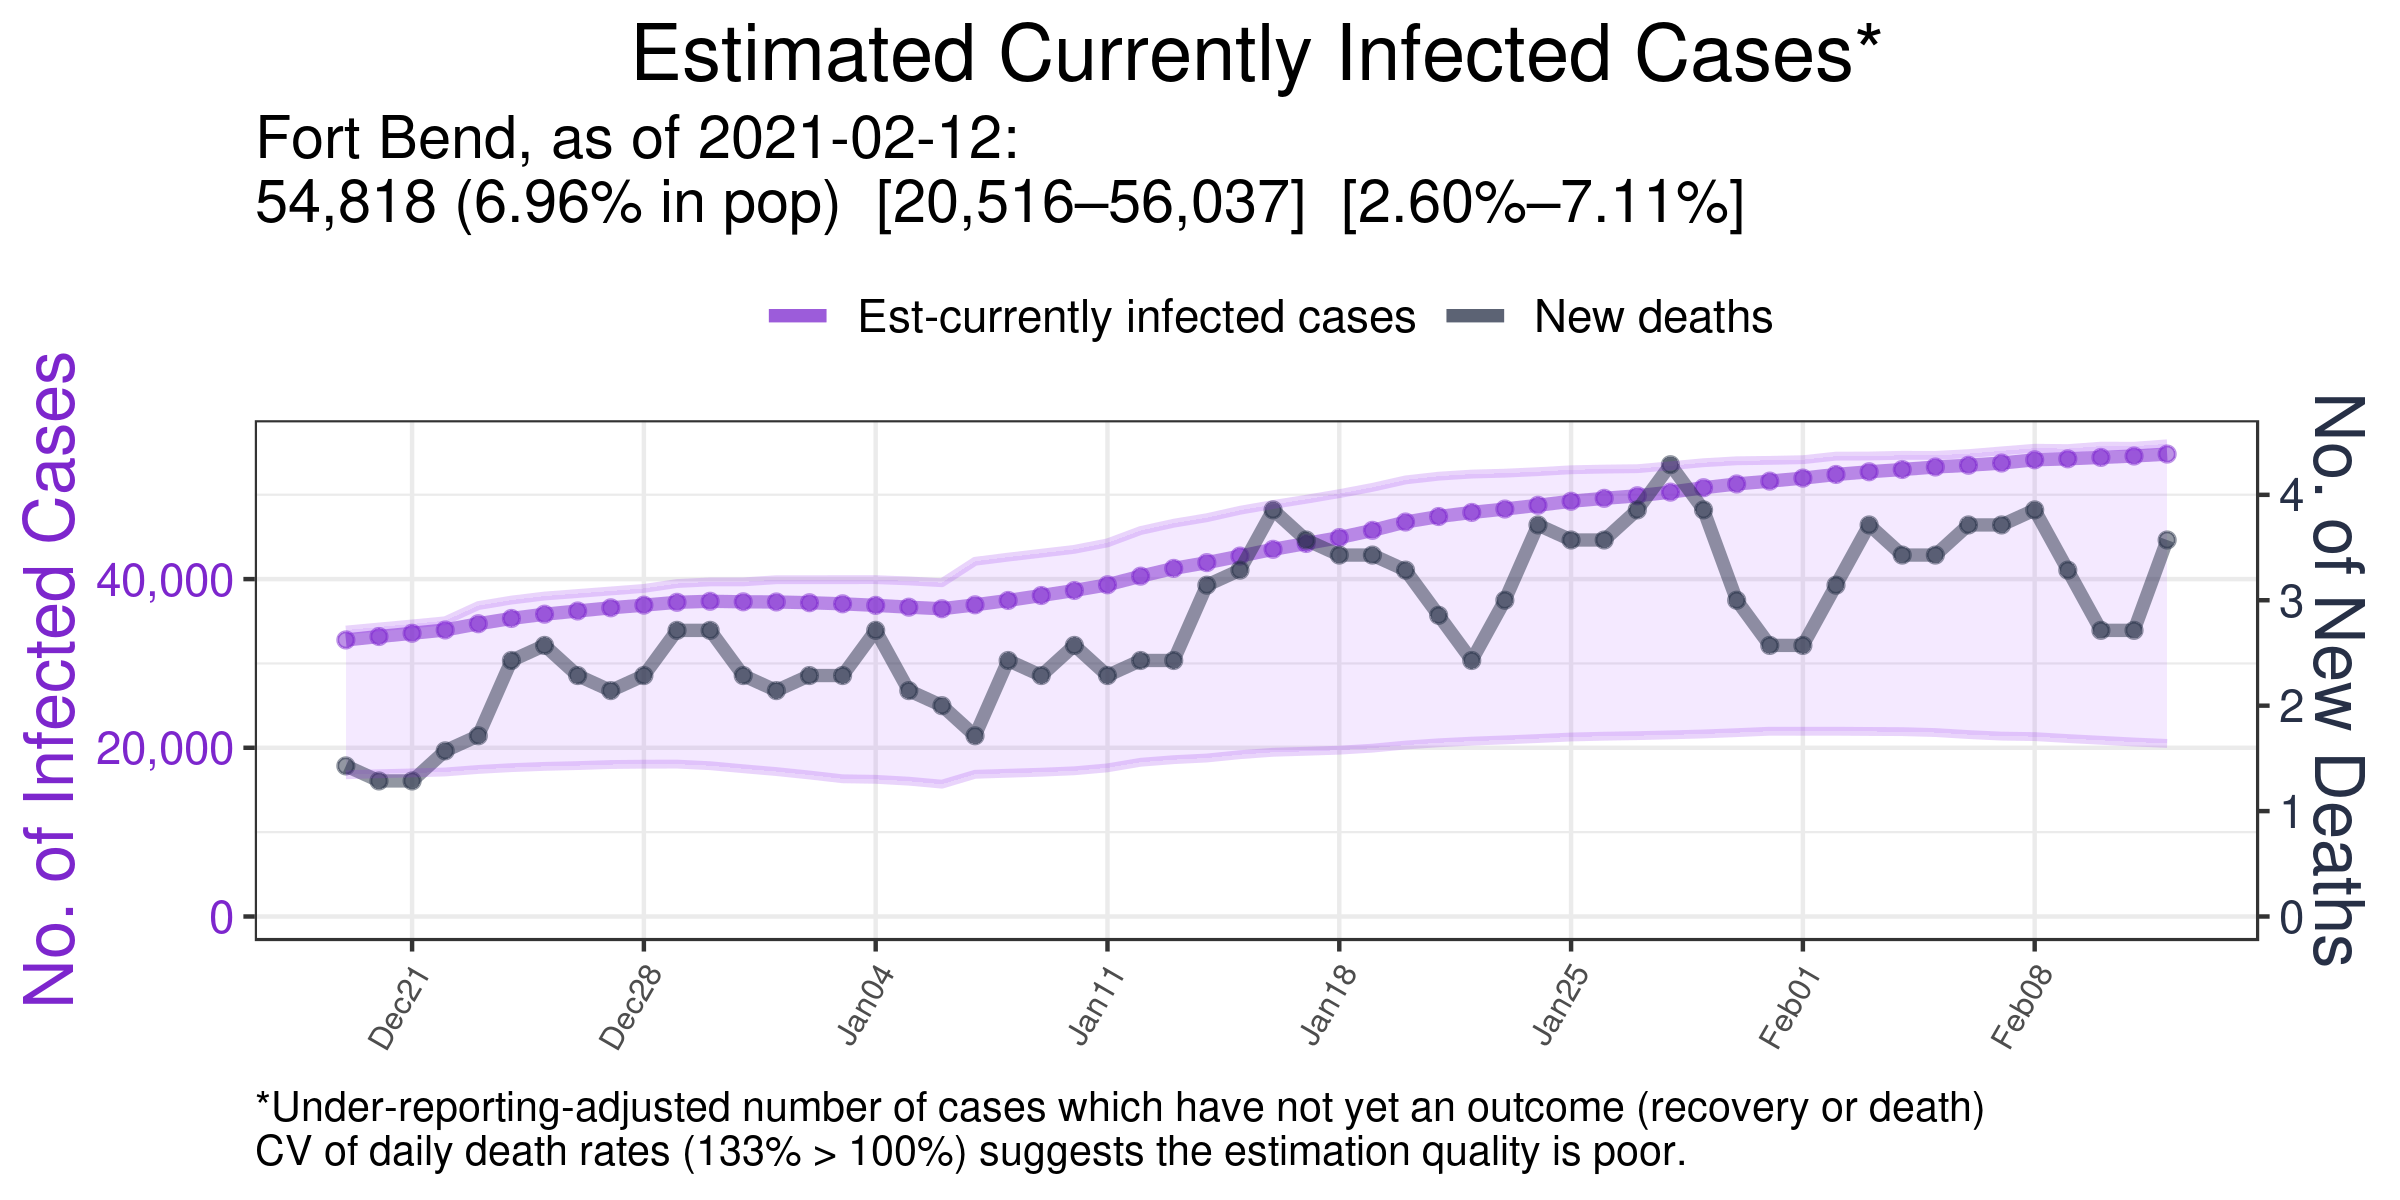 Estimated Currently Infected Cases*
Fort Bend, as of 2021-02-12:
54,818 (6.96% in pop)  [20,516–56,037]  [2.60%–7.11%]
Est-currently infected cases
New deaths
No. of Infected Cases
40,000
20,000
0
No. of New Deaths
4
3
2
1
0
Dec21
Dec28
Jan04
Jan11
Jan18
Jan25
Feb01
Feb08
*Under-reporting-adjusted number of cases which have not yet an outcome (recovery or death)
CV of daily death rates (133% > 100%) suggests the estimation quality is poor.